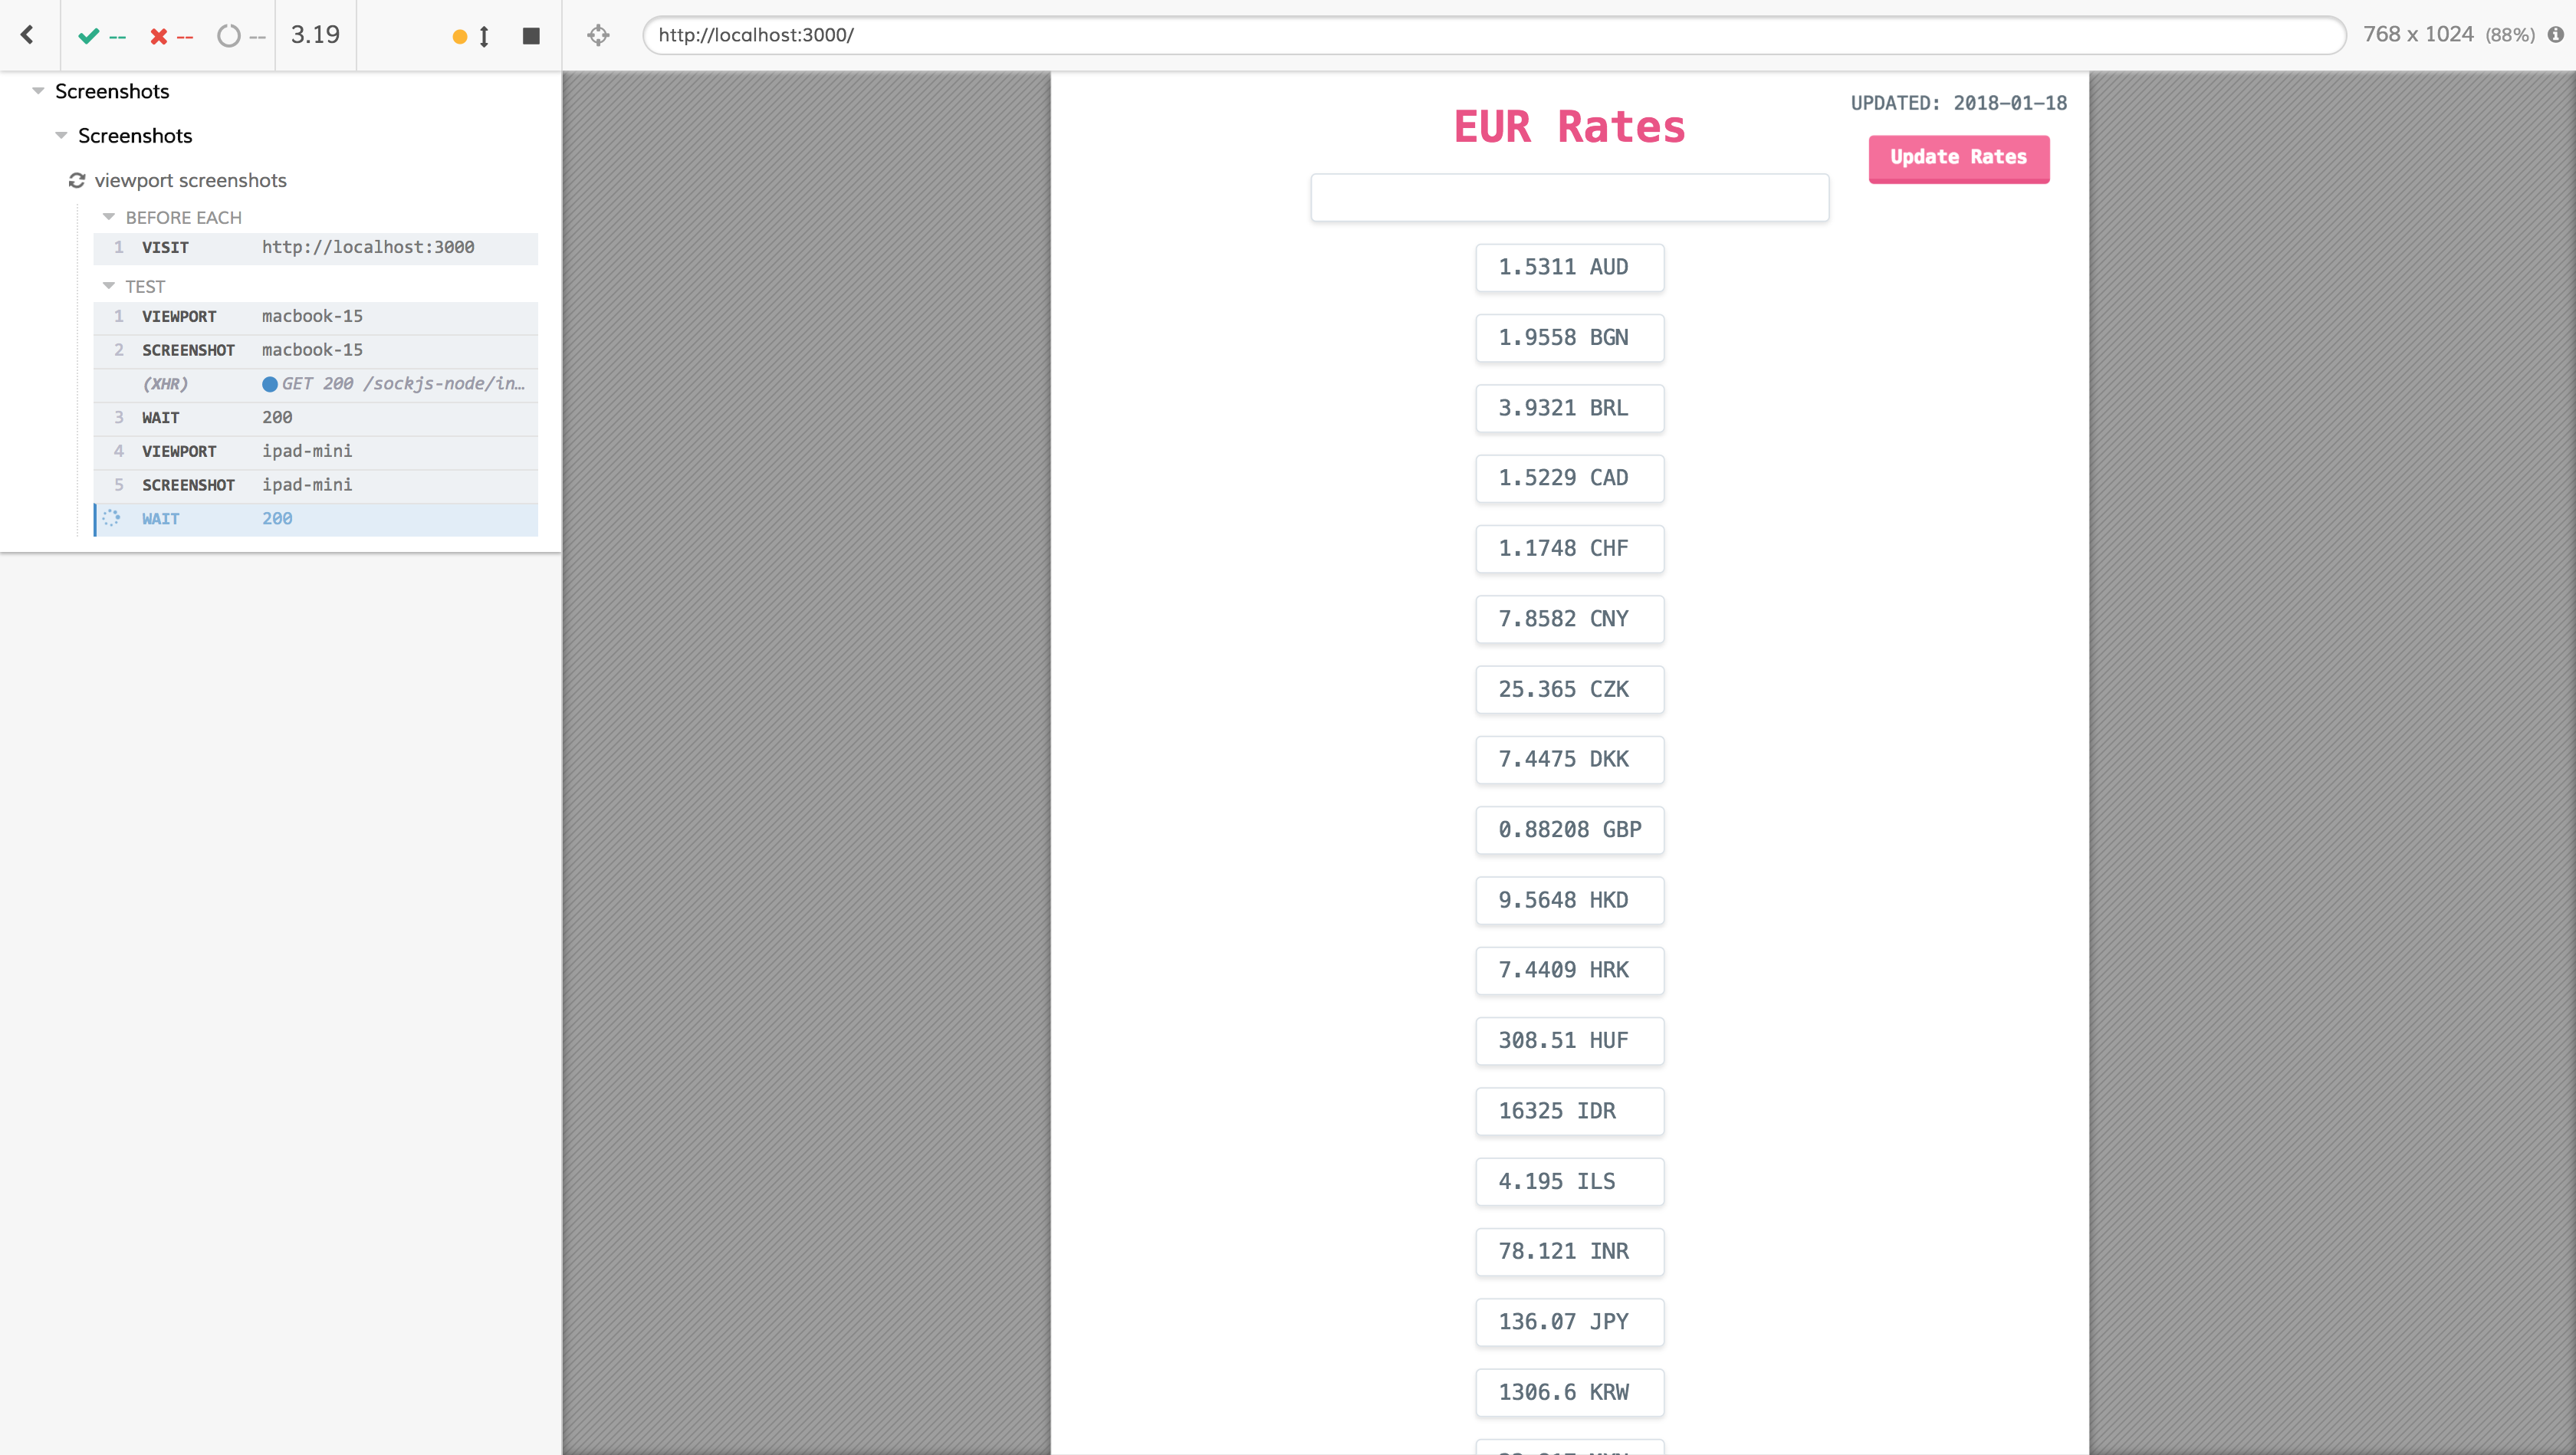 -- -- -- 3.19
http://localhost:3000/
768 x 1024 (88%)
Screenshots
Screenshots
viewport screenshots
BEFORE EACH
1 VISIT http://localhost:3000
TEST
1 VIEWPORT macbook-15
2 SCREENSHOT macbook-15
(XHR) GET 200 /sockjs-node/in…
3 WAIT 200
4 VIEWPORT ipad-mini
5 SCREENSHOT ipad-mini
WAIT 200
EUR Rates
UPDATED: 2018-01-18
Update Rates
1.5311 AUD
1.9558 BGN
3.9321 BRL
1.5229 CAD
1.1748 CHF
7.8582 CNY
25.365 CZK
7.4475 DKK
0.88208 GBP
9.5648 HKD
7.4409 HRK
308.51 HUF
16325 IDR
4.195 ILS
78.121 INR
136.07 JPY
1306.6 KRW